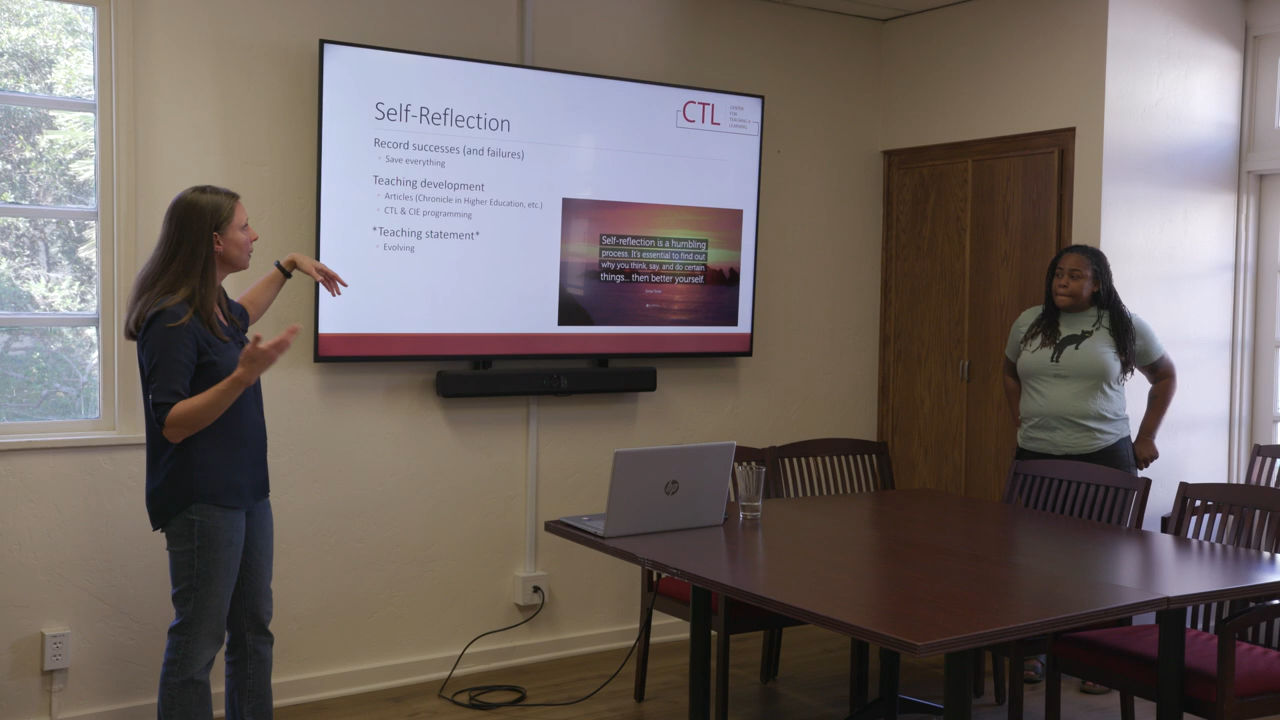 Self-Reflection
CTL
CENTER
FOR
TEACHING &
LEARNING
Record successes (and failures)
Save everything
Teaching development
Articles (Chronicle in Higher Education, etc.)
CTL & CIE programming
*Teaching statement*
Evolving
Self-reflection is a humbling
process. It's essential to find out
why you think, say, and do certain
things... then better yourself.
hp